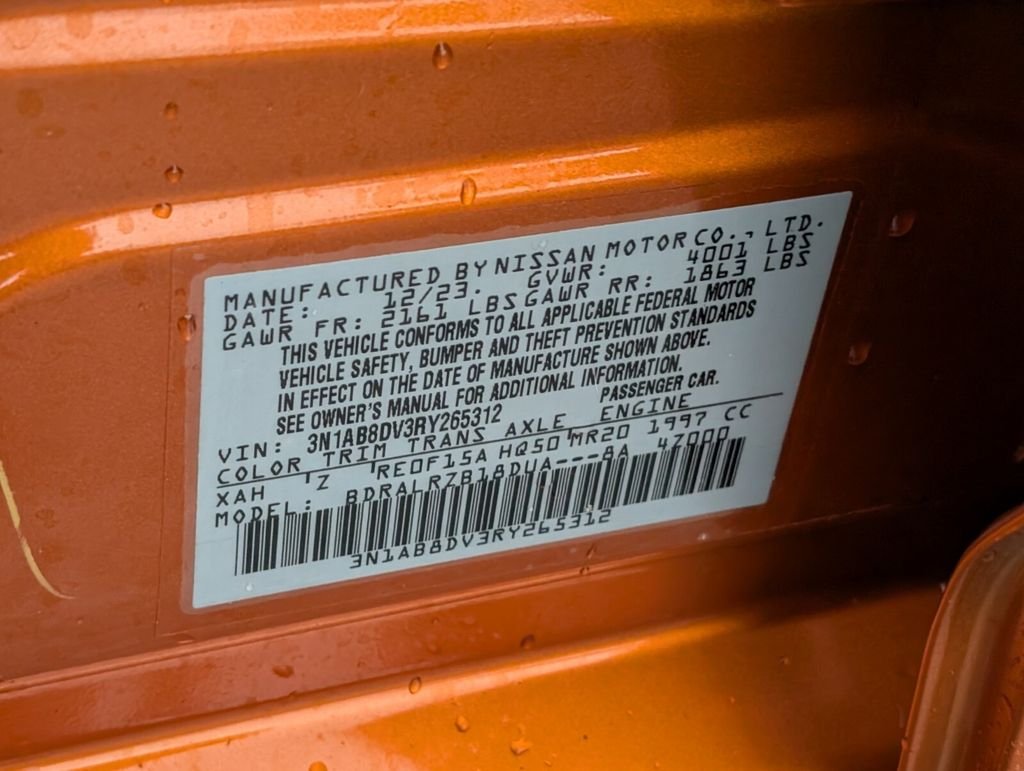 MANUFACTURED BY NISSAN MOTOR CO., LTD.
DATE: 12/23. GVWR: 4001 LBS
GAWR FR: 2161 LBS GAWR RR: 1863 LBS
THIS VEHICLE CONFORMS TO ALL APPLICABLE FEDERAL MOTOR
VEHICLE SAFETY, BUMPER AND THEFT PREVENTION STANDARDS
IN EFFECT ON THE DATE OF MANUFACTURE SHOWN ABOVE.
SEE OWNER'S MANUAL FOR ADDITIONAL INFORMATION.
VIN: 3N1AB8DV3RY265312 PASSENGER CAR.
COLOR TRIM TRANS AXLE ENGINE
XAH Z RE0F15A HQ50 MR20 1997 CC
MODEL: BDRALRZB18DUA---8A 4Z000
3N1AB8DV3RY265312